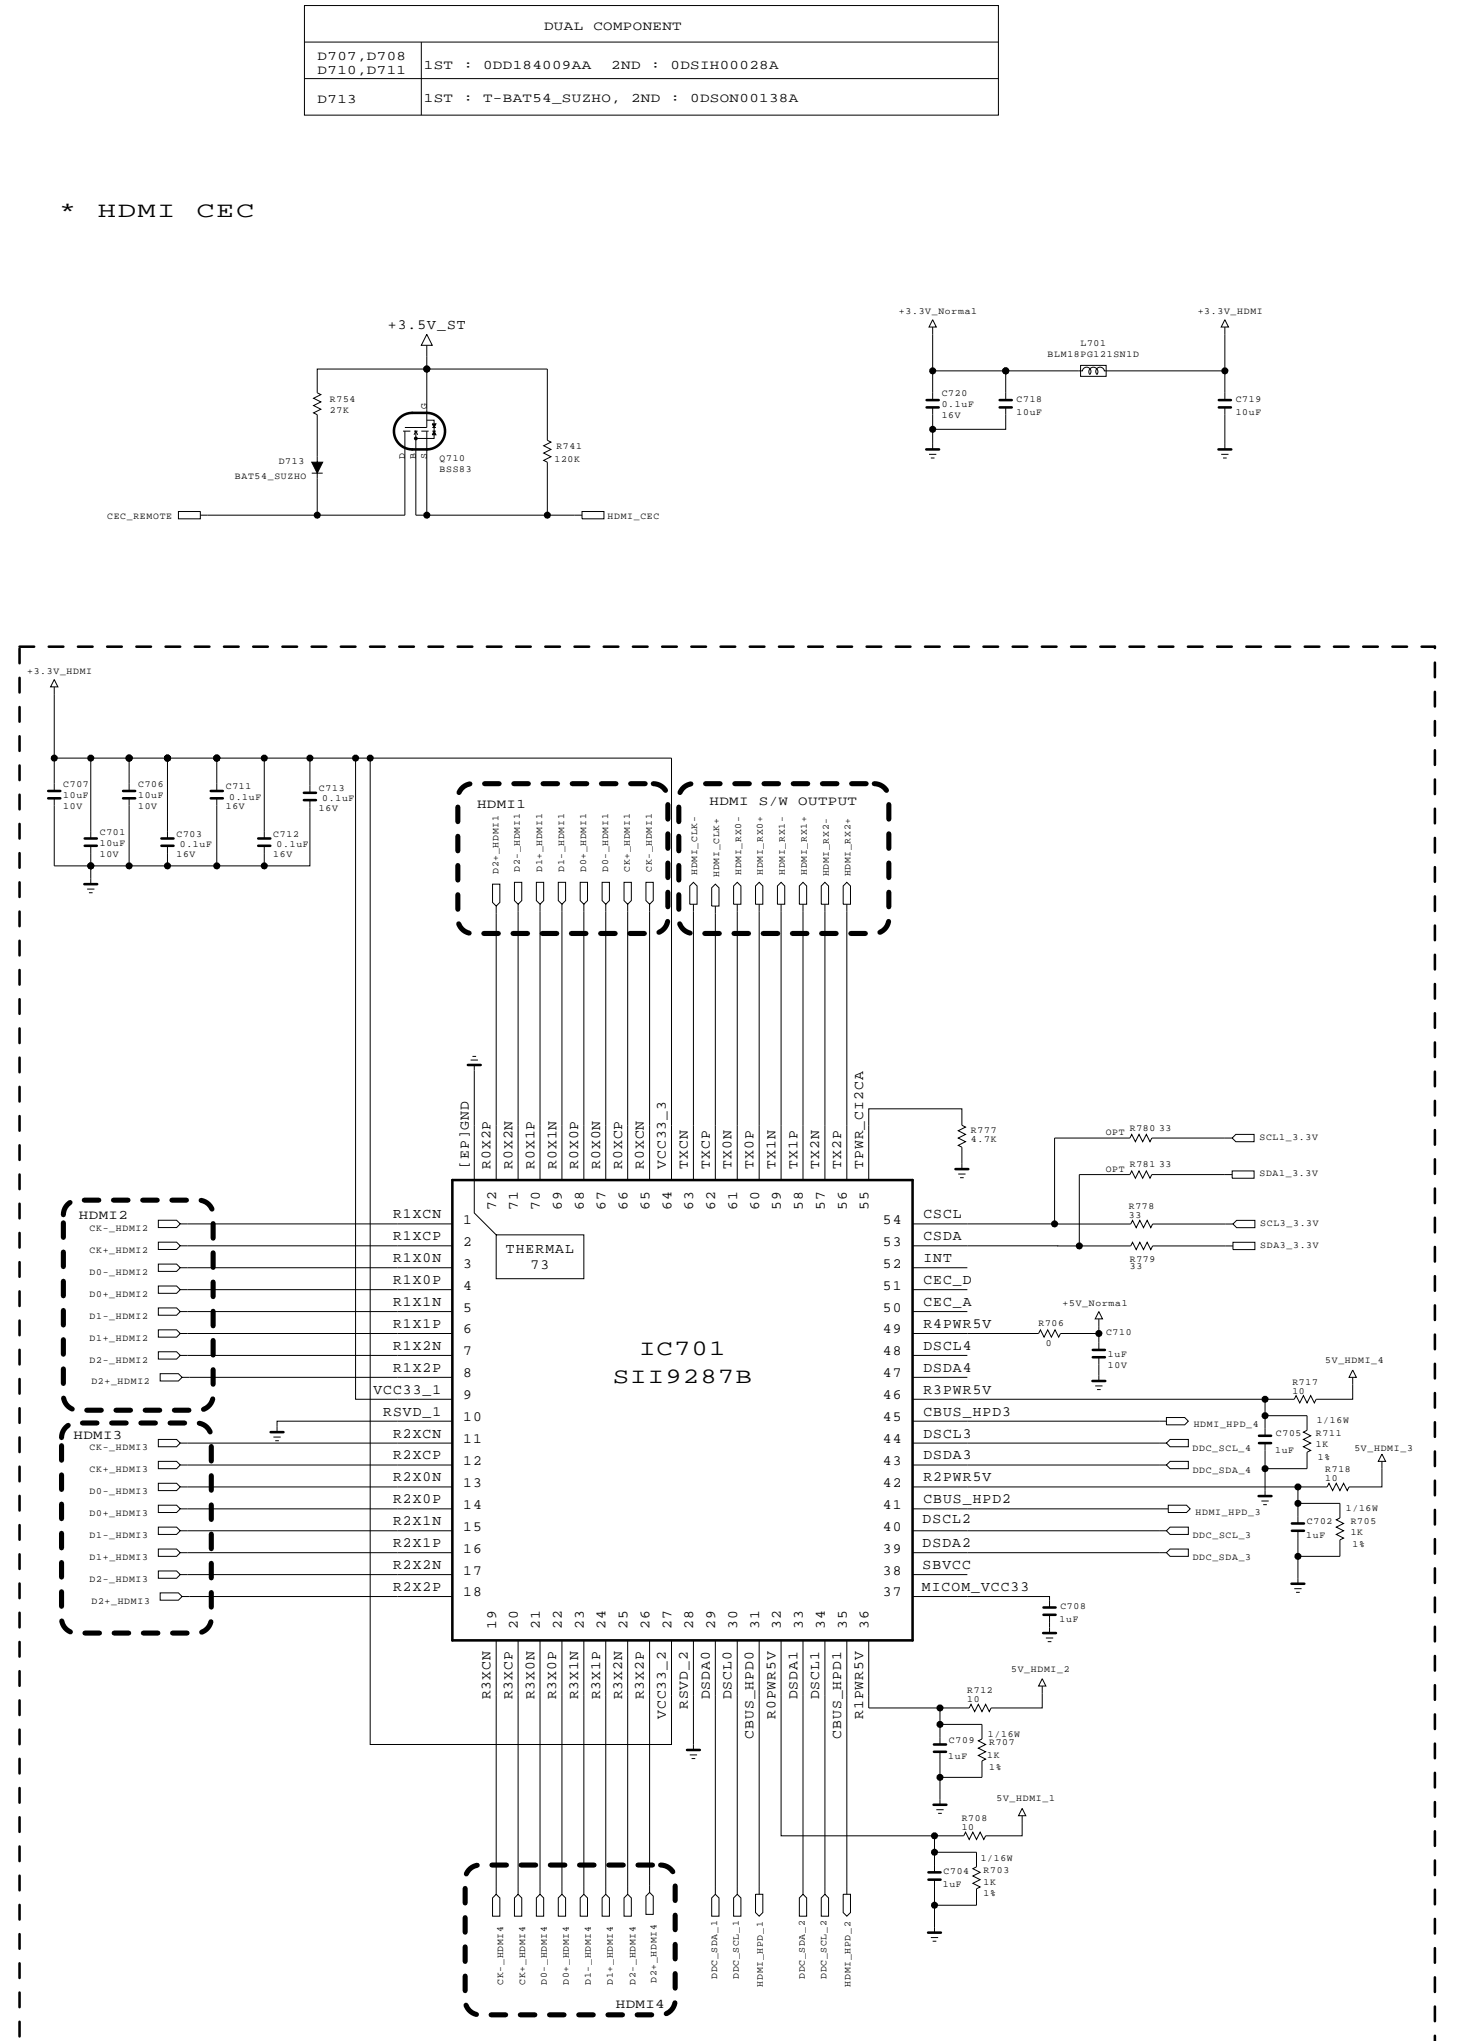 DUAL COMPONENT
D707,D708
D710,D711
1ST : 0DD184009AA 2ND : 0DSIH00028A
D713
1ST : T-BAT54_SUZHO, 2ND : 0DSON00138A
* HDMI CEC
+3.5V_ST
R754
27K
G
D
B
S
Q710
BSS83
R741
120K
D713
BAT54_SUZHO
CEC_REMOTE
HDMI_CEC
+3.3V_Normal
+3.3V_HDMI
L701
BLM18PG121SN1D
C720
0.1uF
16V
C718
10uF
C719
10uF
+3.3V_HDMI
C707
10uF
10V
C706
10uF
10V
C711
0.1uF
16V
C713
0.1uF
16V
C701
10uF
10V
C703
0.1uF
16V
C712
0.1uF
16V
HDMI1
D2+_HDMI1
D2-_HDMI1
D1+_HDMI1
D1-_HDMI1
D0+_HDMI1
D0-_HDMI1
CK+_HDMI1
CK-_HDMI1
HDMI S/W OUTPUT
HDMI_CLK-
HDMI_CLK+
HDMI_RX0-
HDMI_RX0+
HDMI_RX1-
HDMI_RX1+
HDMI_RX2-
HDMI_RX2+
[EP]GND
R0X2P
R0X2N
R0X1P
R0X1N
R0X0P
R0X0N
R0XCP
R0XCN
VCC33_3
TXCN
TXCP
TX0N
TX0P
TX1N
TX1P
TX2N
TX2P
TPWR_CI2CA
72
71
70
69
68
67
66
65
64
63
62
61
60
59
58
57
56
55
R777
4.7K
OPT R780 33
SCL1_3.3V
OPT R781 33
SDA1_3.3V
R778
33
SCL3_3.3V
R779
33
SDA3_3.3V
HDMI2
CK-_HDMI2
CK+_HDMI2
D0-_HDMI2
D0+_HDMI2
D1-_HDMI2
D1+_HDMI2
D2-_HDMI2
D2+_HDMI2
HDMI3
CK-_HDMI3
CK+_HDMI3
D0-_HDMI3
D0+_HDMI3
D1-_HDMI3
D1+_HDMI3
D2-_HDMI3
D2+_HDMI3
R1XCN 1
R1XCP 2
R1X0N 3
R1X0P 4
R1X1N 5
R1X1P 6
R1X2N 7
R1X2P 8
VCC33_1 9
RSVD_1 10
R2XCN 11
R2XCP 12
R2X0N 13
R2X0P 14
R2X1N 15
R2X1P 16
R2X2N 17
R2X2P 18
THERMAL
73
IC701
SII9287B
54 CSCL
53 CSDA
52 INT
51 CEC_D
50 CEC_A
49 R4PWR5V
48 DSCL4
47 DSDA4
46 R3PWR5V
45 CBUS_HPD3
44 DSCL3
43 DSDA3
42 R2PWR5V
41 CBUS_HPD2
40 DSCL2
39 DSDA2
38 SBVCC
37 MICOM_VCC33
+5V_Normal
R706
0
C710
1uF
10V
5V_HDMI_4
R717
10
C705
1uF
1/16W
R711
1K
1%
HDMI_HPD_4
DDC_SCL_4
DDC_SDA_4
5V_HDMI_3
R718
10
C702
1uF
1/16W
R705
1K
1%
HDMI_HPD_3
DDC_SCL_3
DDC_SDA_3
C708
1uF
19
20
21
22
23
24
25
26
27
28
29
30
31
32
33
34
35
36
R3XCN
R3XCP
R3X0N
R3X0P
R3X1N
R3X1P
R3X2N
R3X2P
VCC33_2
RSVD_2
DSDA0
DSCL0
CBUS_HPD0
R0PWR5V
DSDA1
DSCL1
CBUS_HPD1
R1PWR5V
5V_HDMI_2
R712
10
C709
1uF
1/16W
R707
1K
1%
5V_HDMI_1
R708
10
C704
1uF
1/16W
R703
1K
1%
CK-_HDMI4
CK+_HDMI4
D0-_HDMI4
D0+_HDMI4
D1-_HDMI4
D1+_HDMI4
D2-_HDMI4
D2+_HDMI4
HDMI4
DDC_SDA_1
DDC_SCL_1
HDMI_HPD_1
DDC_SDA_2
DDC_SCL_2
HDMI_HPD_2